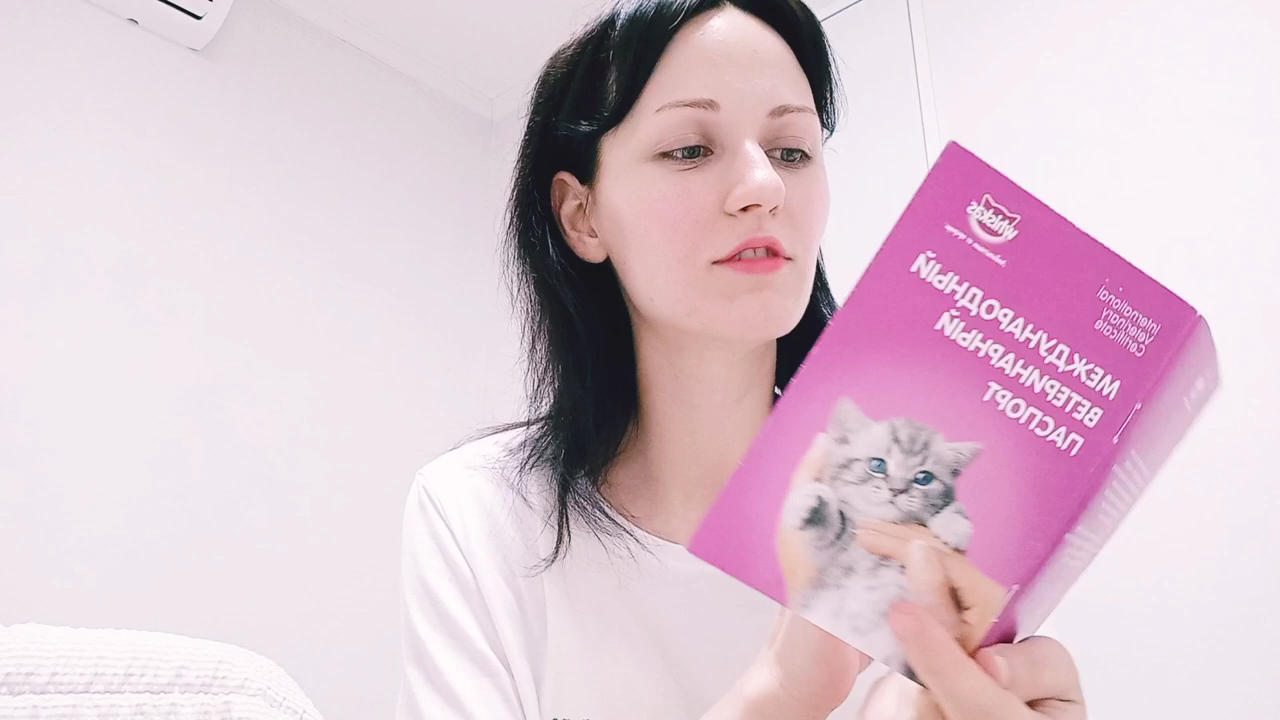 whiskas
International
Veterinary
Certificate
МЕЖДУНАРОДНЫЙ
ВЕТЕРИНАРНЫЙ
ПАСПОРТ